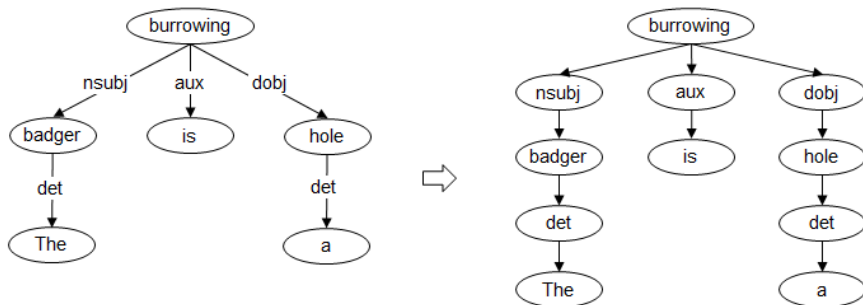 burrowing
nsubj aux dobj
badger is hole
det det
The a
burrowing
nsubj aux dobj
badger is hole
det det
The a